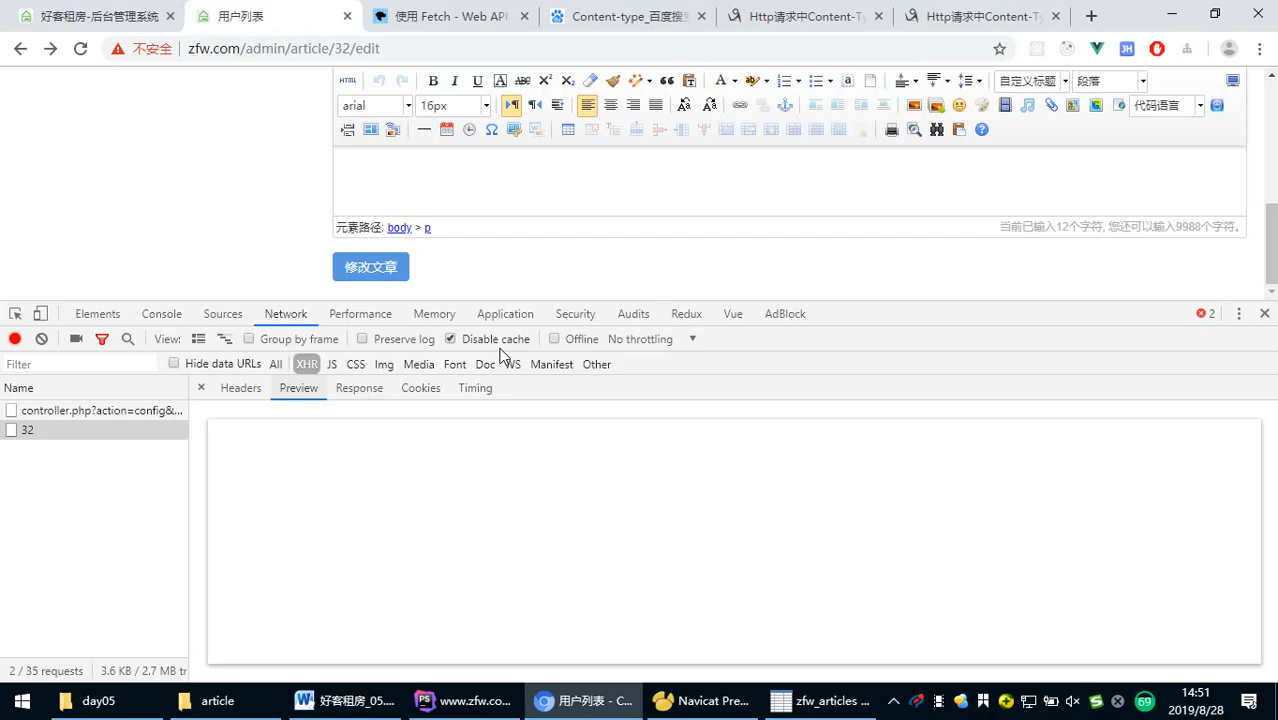 好客租房-后台管理系统
用户列表
使用 Fetch - Web API
Content-type_百度搜
Http请求中Content-Ty
Http请求中Content-Ty
不安全 zfw.com/admin/article/32/edit
HTML
自定义标题 段落
arial 16px 代码语言
元素路径: body > p 当前已输入12个字符, 您还可以输入9988个字符。
修改文章
Elements Console Sources Network Performance Memory Application Security Audits Redux Vue AdBlock 2
View: Group by frame Preserve log Disable cache Offline No throttling
Filter Hide data URLs All XHR JS CSS Img Media Font Doc WS Manifest Other
Name Headers Preview Response Cookies Timing
controller.php?action=config&...
32
2 / 35 requests 3.6 KB / 2.7 MB tr
day05 article 好客租房_05.... www.zfw.co... 用户列表 - C... Navicat Pre... zfw_articles ... 69 14:51
2019/8/28